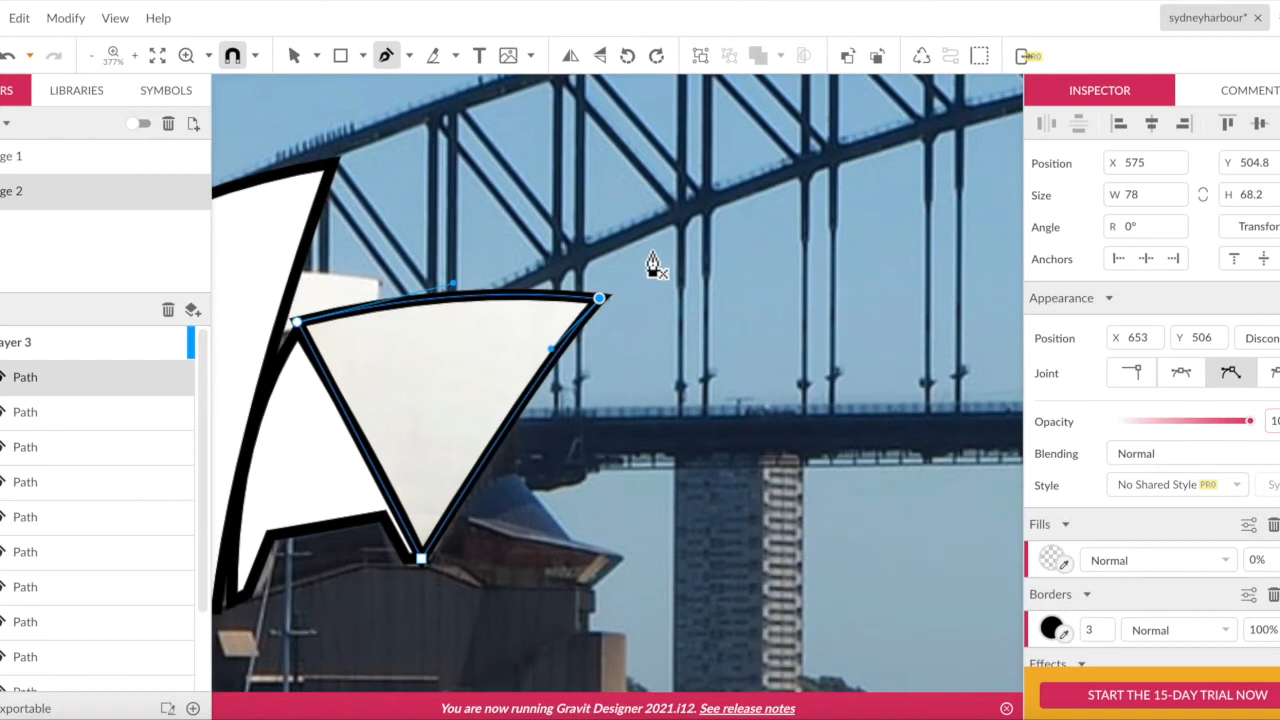 Edit Modify View Help
sydneyharbour*
- 377% +
PRO
RS LIBRARIES SYMBOLS
INSPECTOR COMMENT
ge 1
ge 2
Position X 575 Y 504.8
Size W 78 H 68.2
Angle R 0° Transfor
Anchors
Appearance
ayer 3
Position X 653 Y 506 Discon
Path
Joint
Path
Opacity 10
Path
Blending Normal
Path
Style No Shared Style PRO Sy
Path
Fills
Path
Normal 0%
Path
Borders
Path
3 Normal 100%
Path
Effects
xportable
You are now running Gravit Designer 2021.i12. See release notes
START THE 15-DAY TRIAL NOW